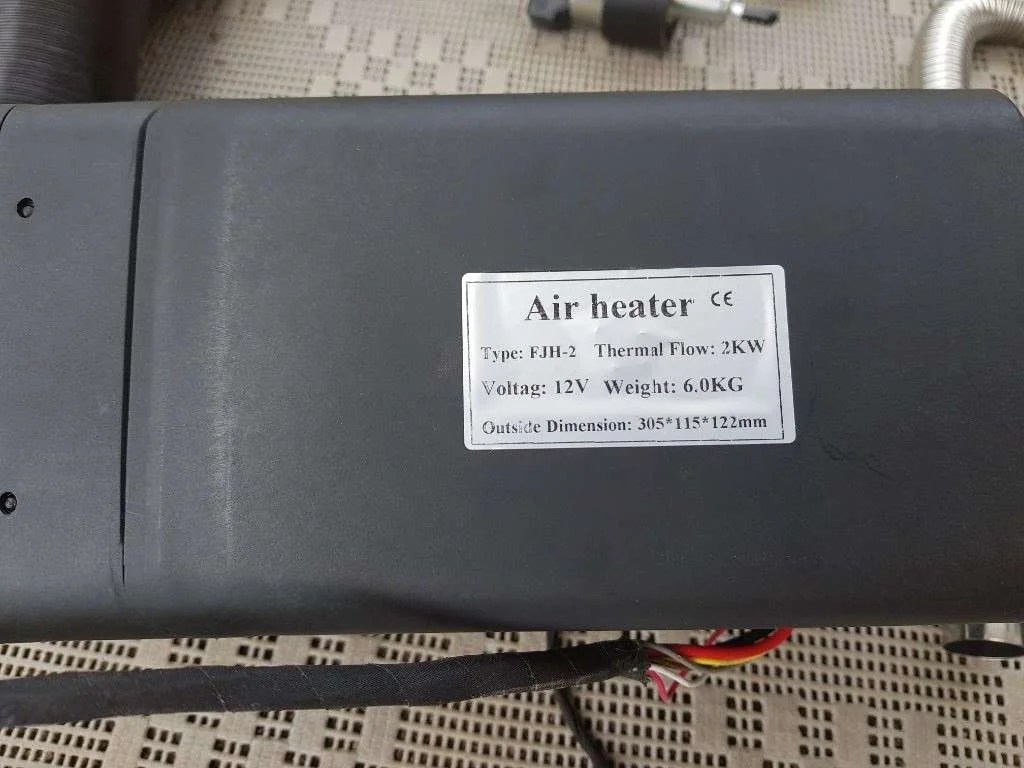 Air heater CE
Type: FJH-2 Thermal Flow: 2KW
Voltag: 12V Weight: 6.0KG
Outside Dimension: 305*115*122mm